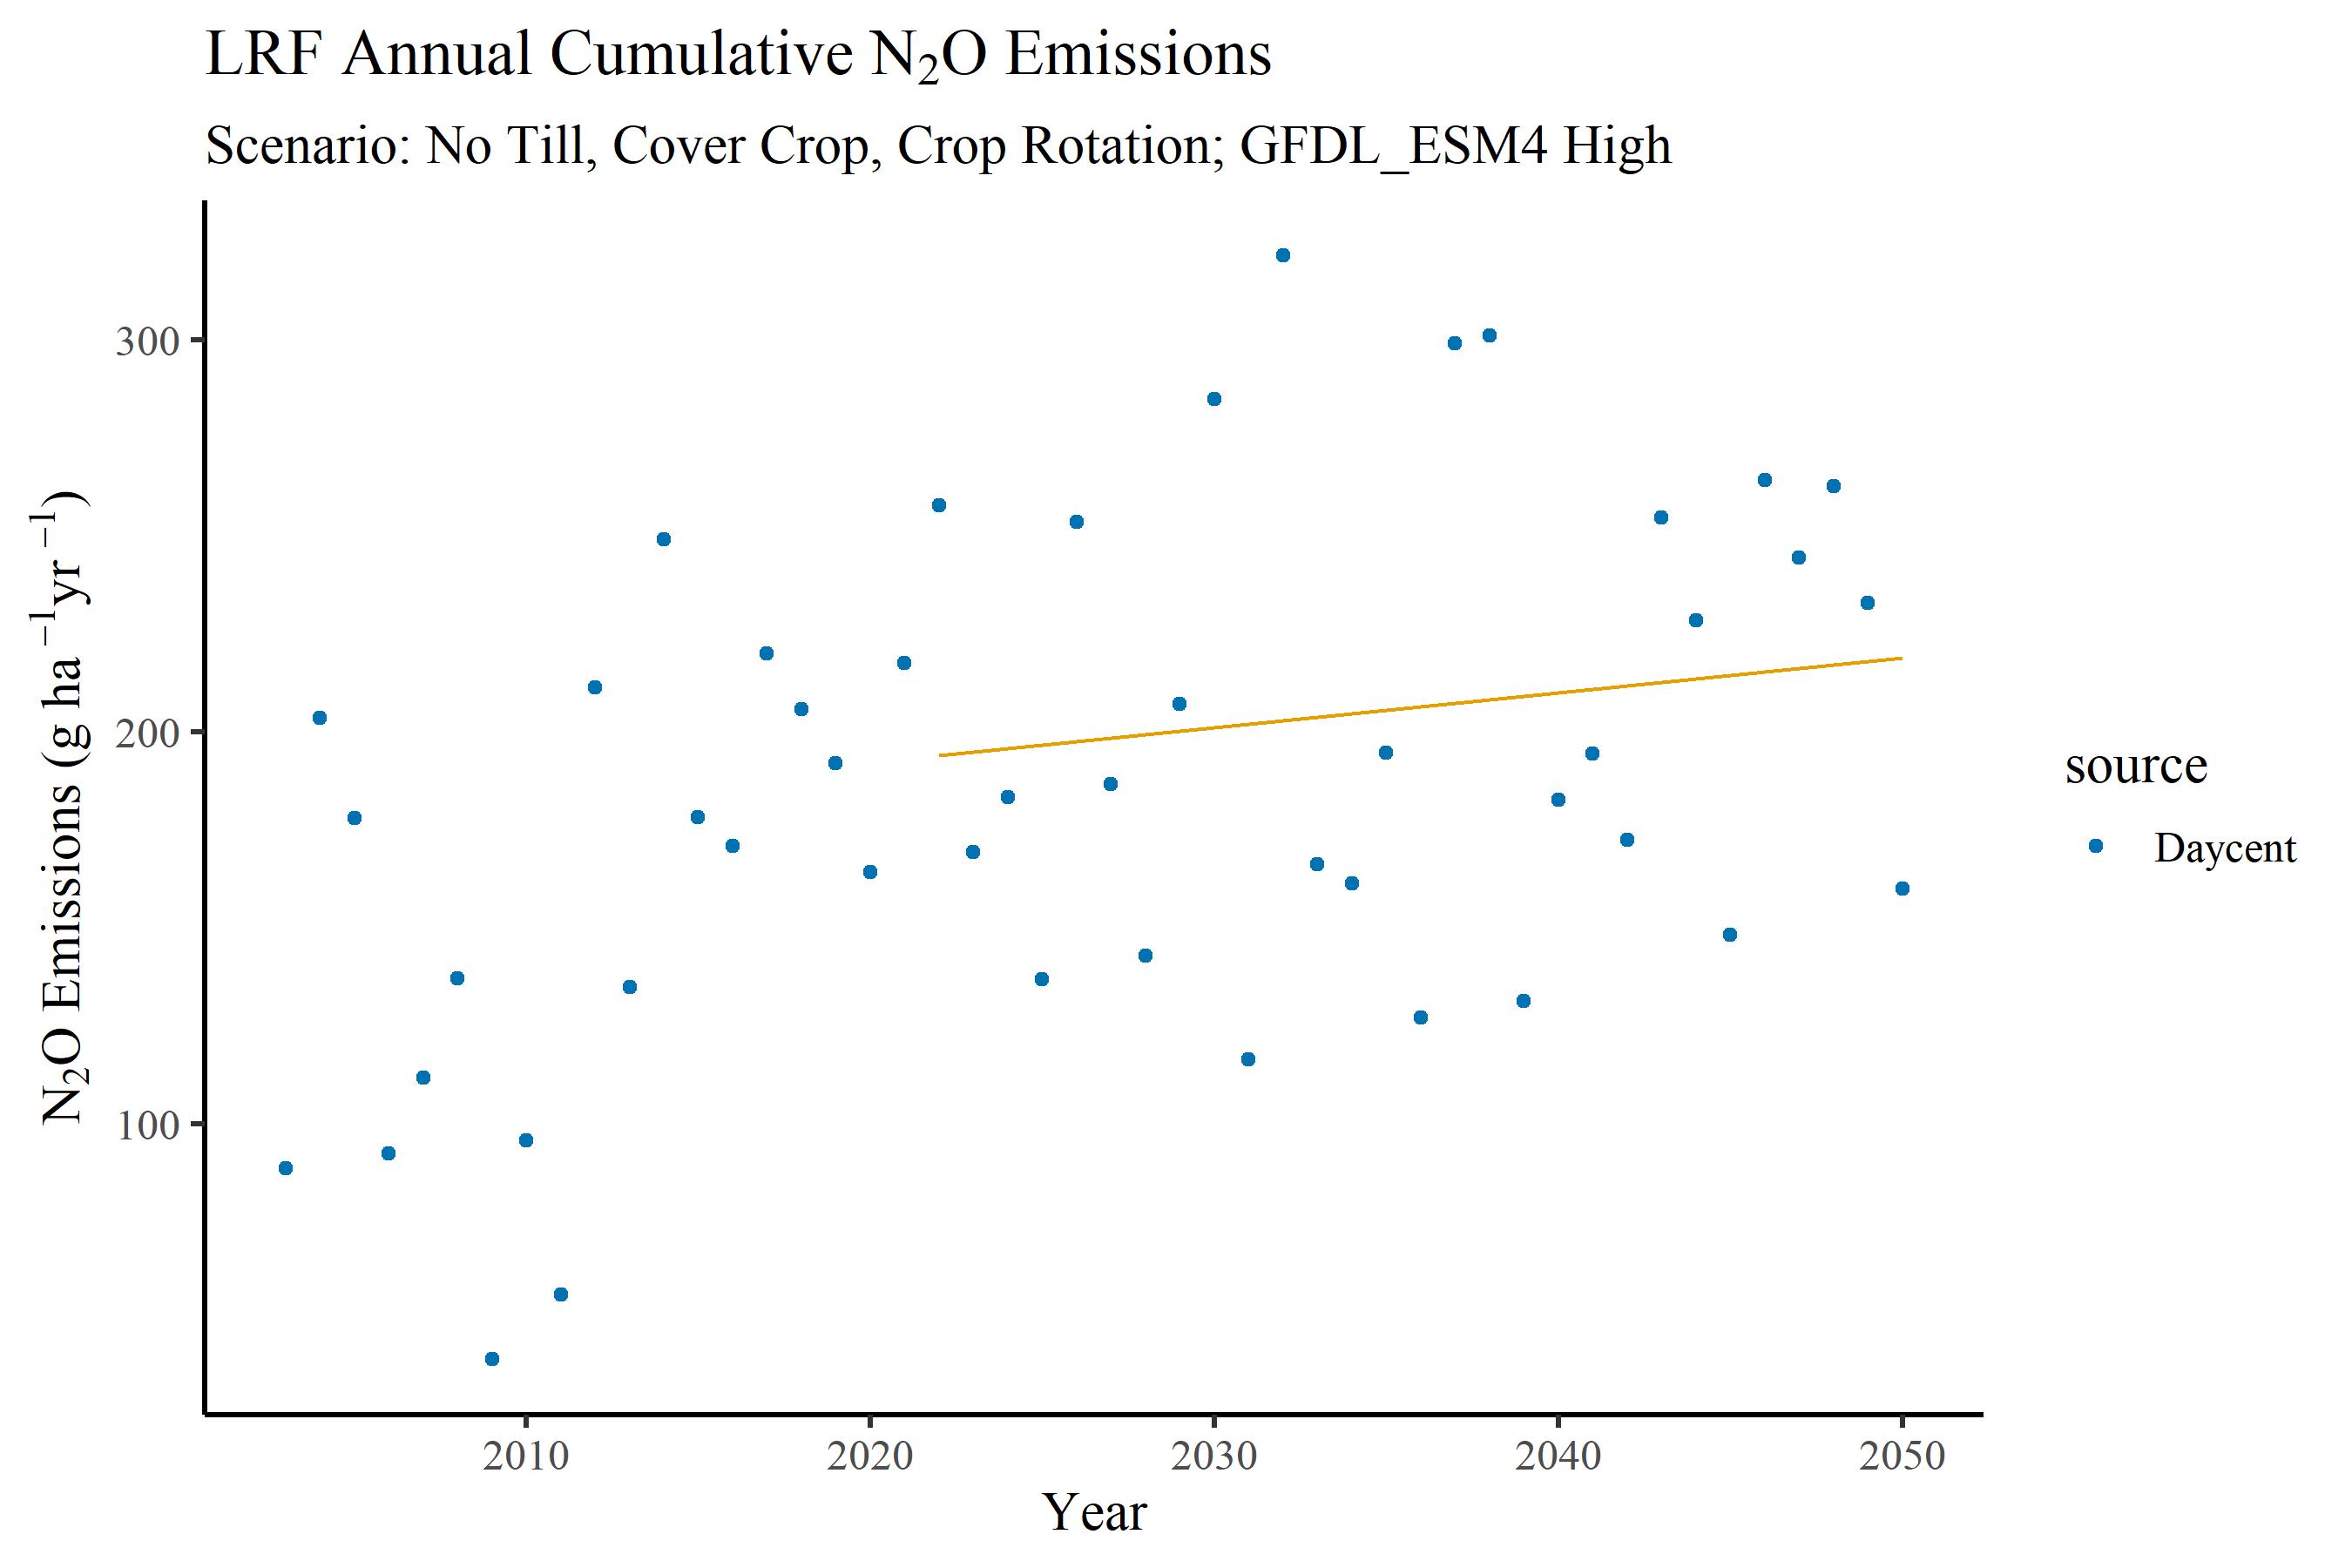 LRF Annual Cumulative N₂O Emissions
Scenario: No Till, Cover Crop, Crop Rotation; GFDL_ESM4 High
N₂O Emissions (g ha ⁻¹yr ⁻¹)
300
200
100
2010 2020 2030 2040 2050
Year
source
Daycent